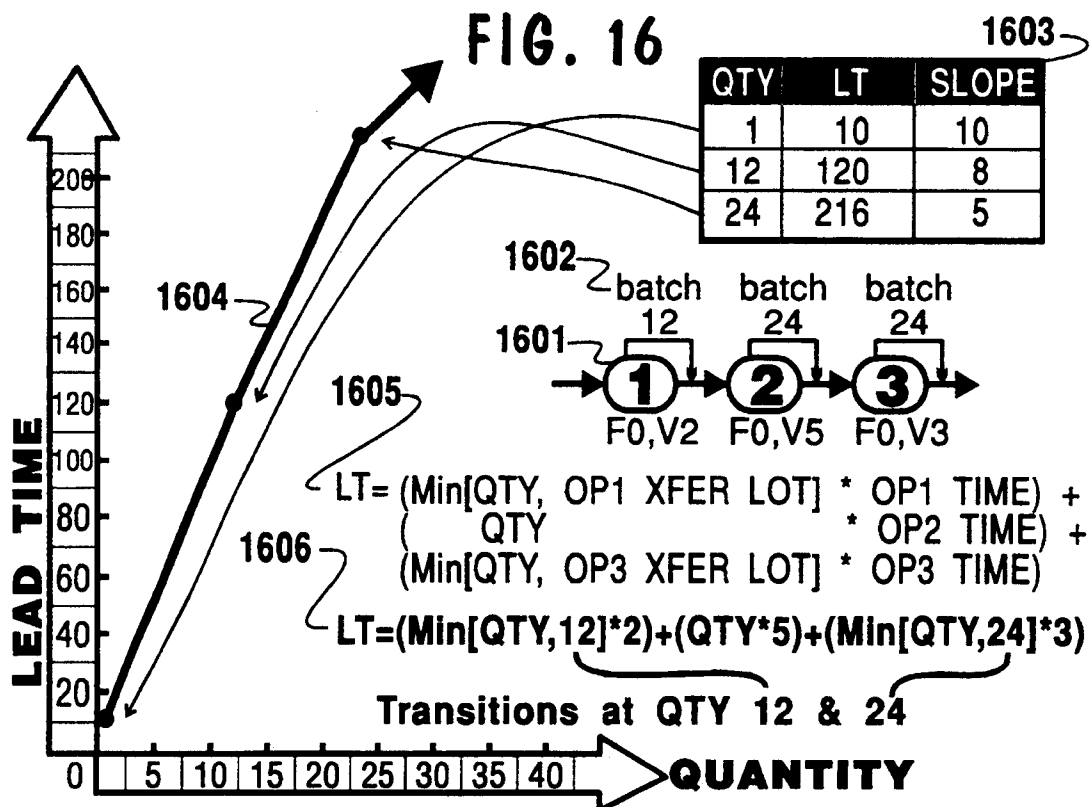 FIG. 16
1603
QTY LT SLOPE
1 10 10
12 120 8
24 216 5
1602
batch batch batch
12 24 24
1601
1 2 3
F0,V2 F0,V5 F0,V3
1604
1605
LT= (Min[QTY, OP1 XFER LOT] * OP1 TIME) +
( QTY * OP2 TIME) +
(Min[QTY, OP3 XFER LOT] * OP3 TIME)
1606
LT=(Min[QTY,12]*2)+(QTY*5)+(Min[QTY,24]*3)
Transitions at QTY 12 & 24
LEAD TIME
200
180
160
140
120
100
80
60
40
20
0 5 10 15 20 25 30 35 40
QUANTITY